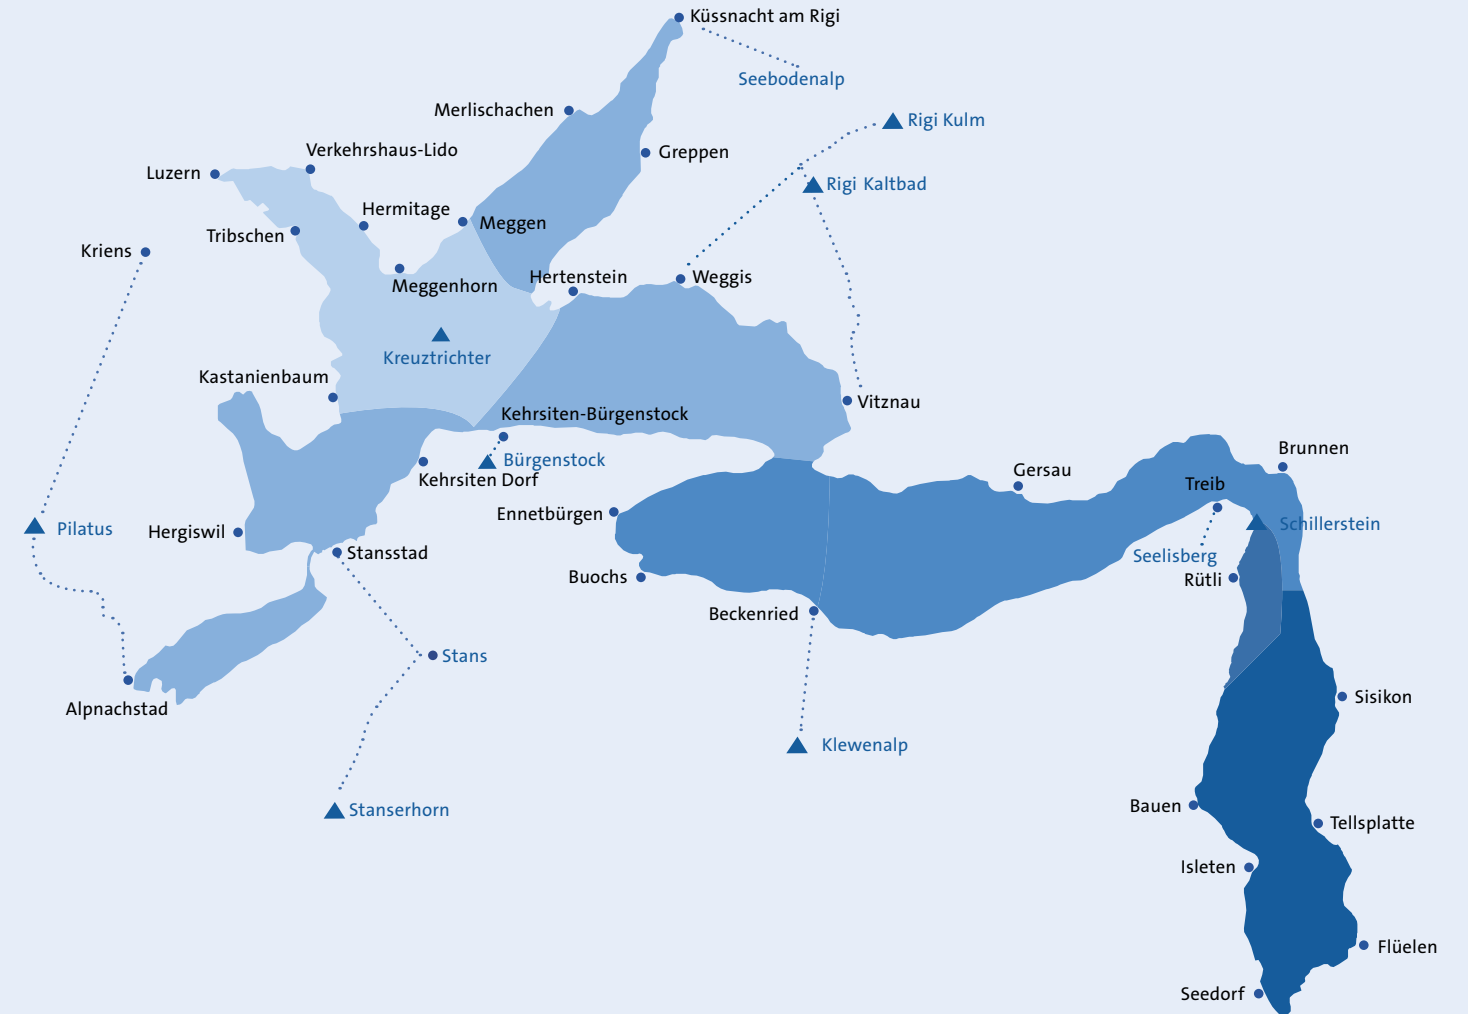 Küssnacht am Rigi
Seebodenalp
Merlischachen
Rigi Kulm
Verkehrshaus-Lido
Greppen
Luzern
Rigi Kaltbad
Hermitage
Meggen
Tribschen
Kriens
Hertenstein
Weggis
Meggenhorn
Kreuztrichter
Kastanienbaum
Vitznau
Kehrsiten-Bürgenstock
Brunnen
Bürgenstock
Gersau
Kehrsiten Dorf
Treib
Ennetbürgen
Schillerstein
Pilatus
Hergiswil
Stansstad
Seelisberg
Buochs
Rütli
Beckenried
Stans
Sisikon
Alpnachstad
Klewenalp
Bauen
Stanserhorn
Tellsplatte
Isleten
Flüelen
Seedorf